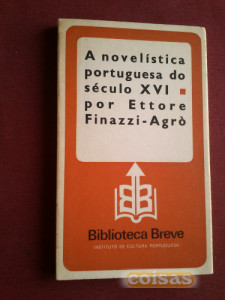 A novelística
portuguesa do
século XVI ■
por Ettore
Finazzi-Agrò
Biblioteca Breve
INSTITUTO DE CULTURA PORTUGUESA
coisas